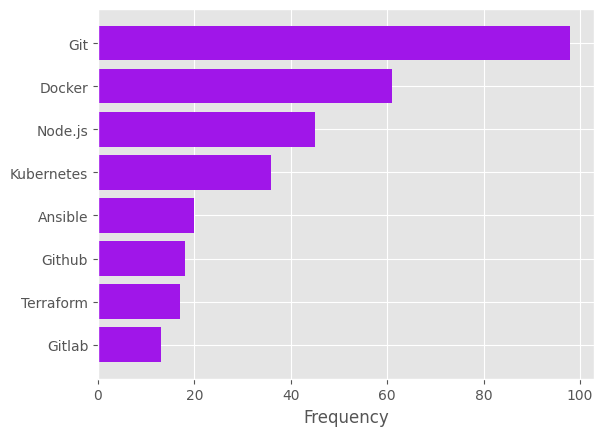 Git
Docker
Node.js
Kubernetes
Ansible
Github
Terraform
Gitlab
0 20 40 60 80 100
Frequency